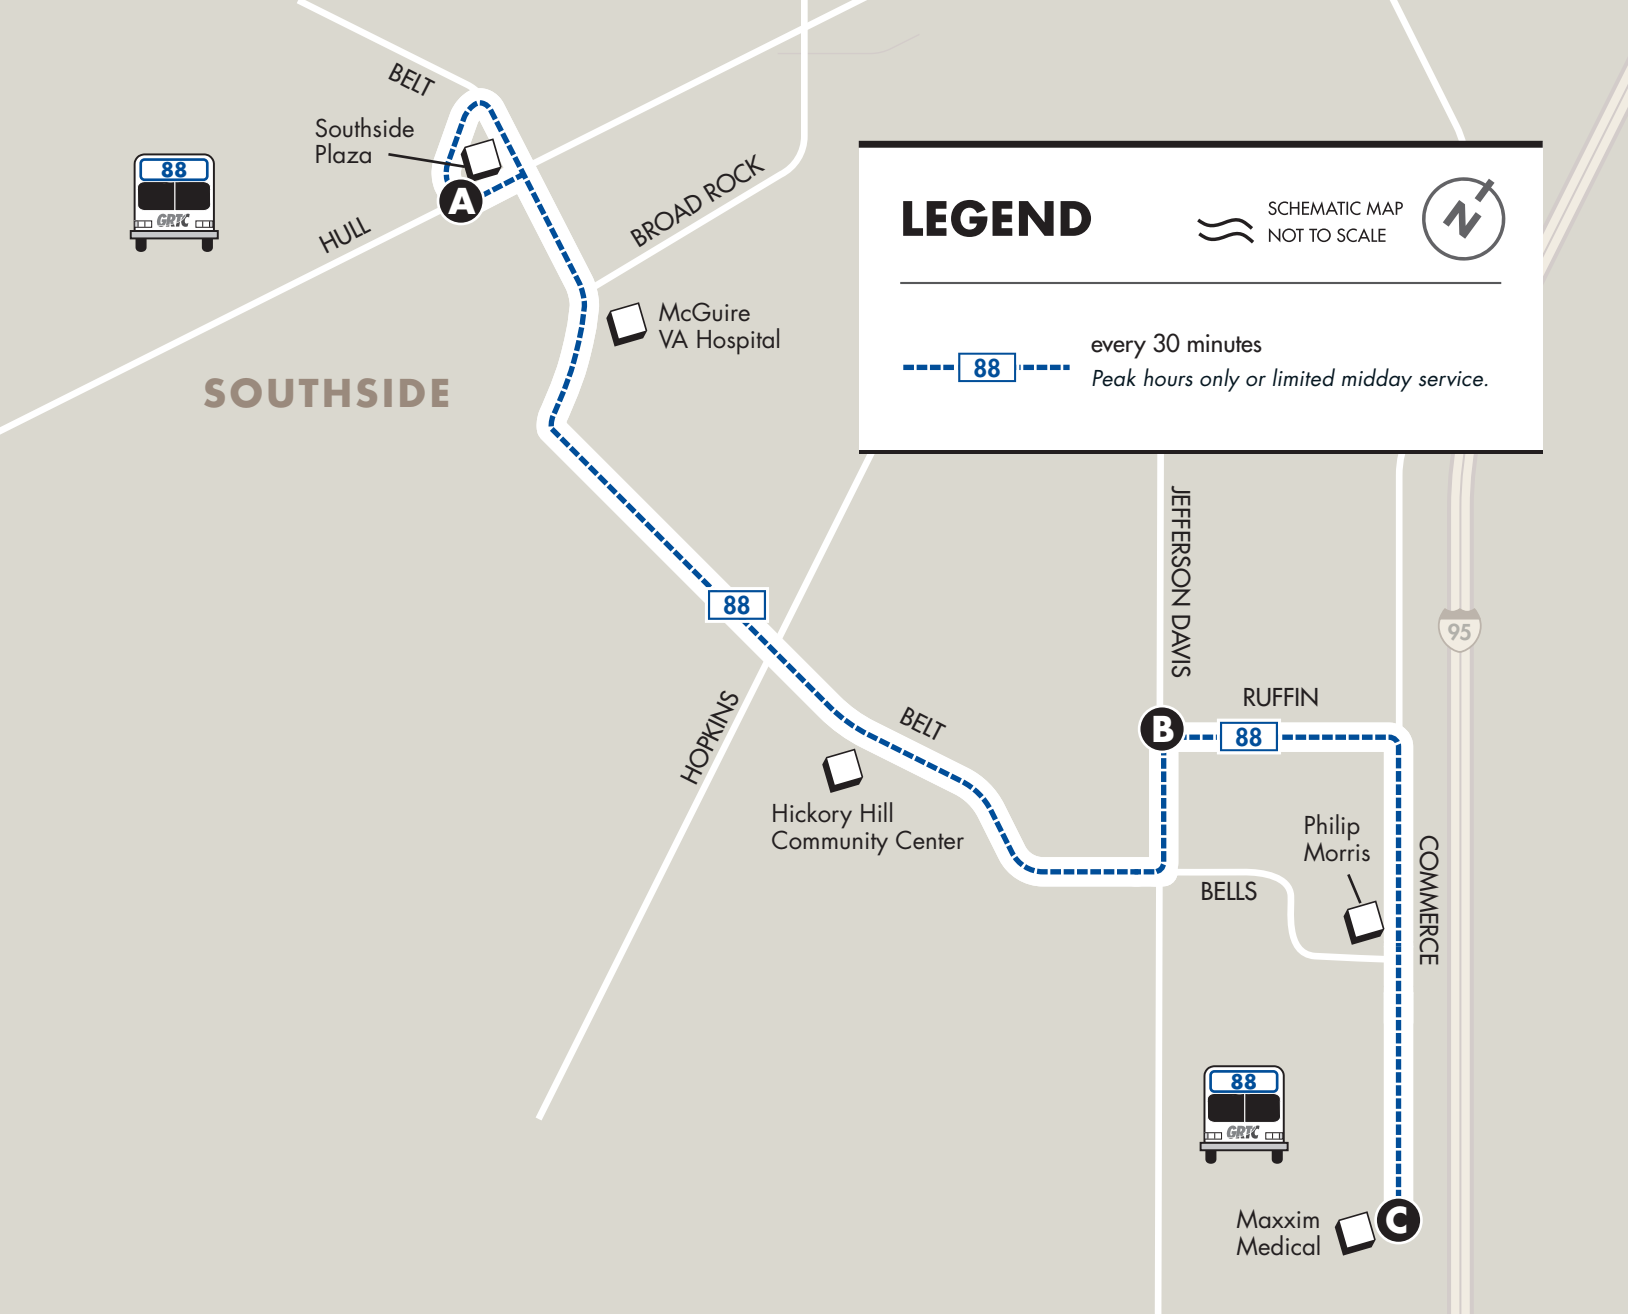 BELT
Southside
Plaza
88
GRTC
A
HULL
BROAD ROCK
LEGEND
SCHEMATIC MAP
NOT TO SCALE
N
88
every 30 minutes
Peak hours only or limited midday service.
McGuire
VA Hospital
SOUTHSIDE
JEFFERSON DAVIS
88
95
HOPKINS
BELT
RUFFIN
B
88
Hickory Hill
Community Center
Philip
Morris
COMMERCE
BELLS
88
GRTC
Maxxim
Medical
C